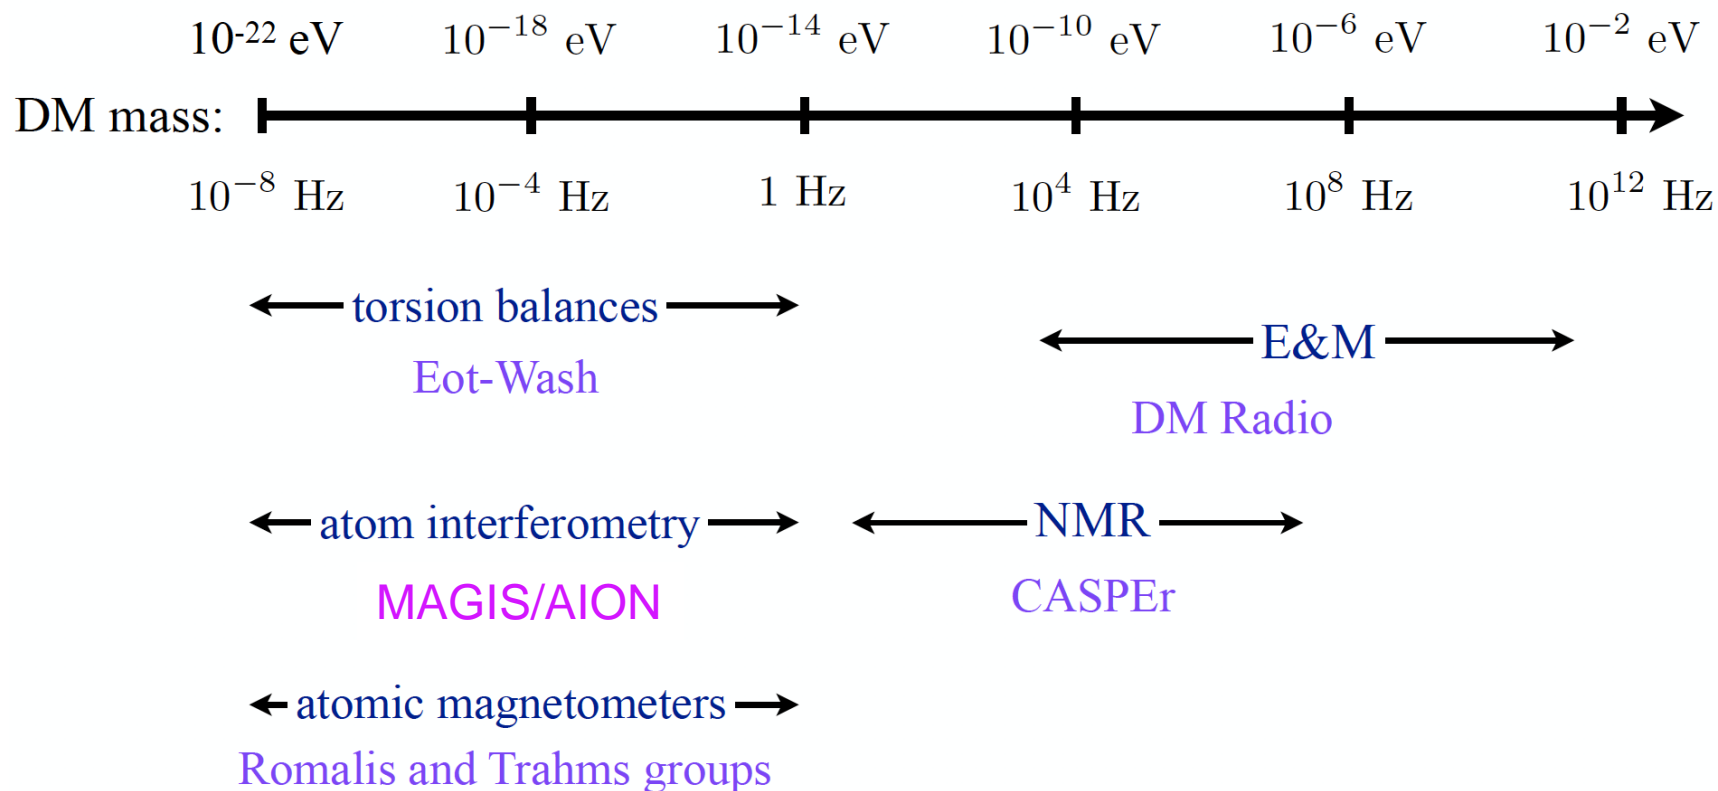 10⁻²² eV 10⁻¹⁸ eV 10⁻¹⁴ eV 10⁻¹⁰ eV 10⁻⁶ eV 10⁻² eV
DM mass:
10⁻⁸ Hz 10⁻⁴ Hz 1 Hz 10⁴ Hz 10⁸ Hz 10¹² Hz
torsion balances
Eot-Wash
E&M
DM Radio
atom interferometry
MAGIS/AION
NMR
CASPEr
atomic magnetometers
Romalis and Trahms groups